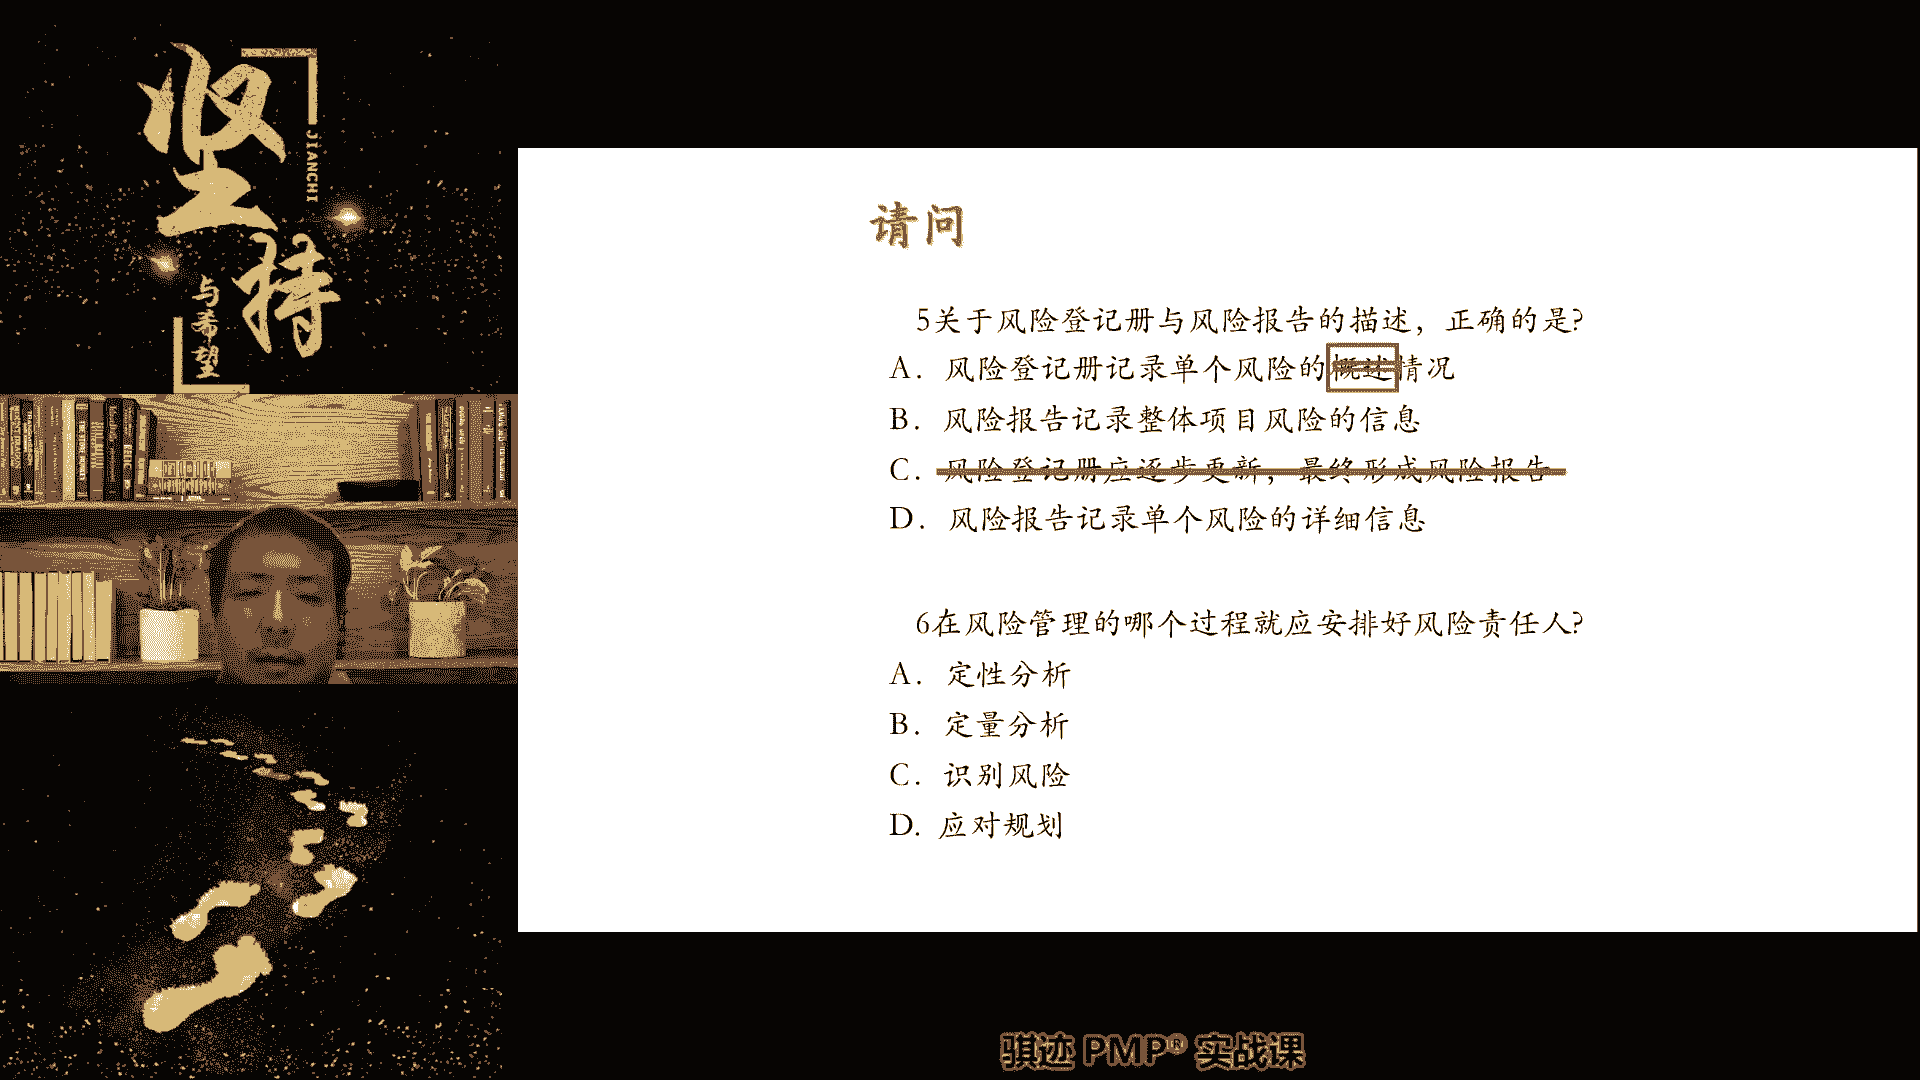 坚持
JIANCHI
与希望
请问
5关于风险登记册与风险报告的描述，正确的是?
A. 风险登记册记录单个风险的概述情况
B. 风险报告记录整体项目风险的信息
C. 风险登记册应逐步更新，最终形成风险报告
D. 风险报告记录单个风险的详细信息
6在风险管理的哪个过程就应安排好风险责任人?
A. 定性分析
B. 定量分析
C. 识别风险
D. 应对规划
骐迹 PMP® 实战课